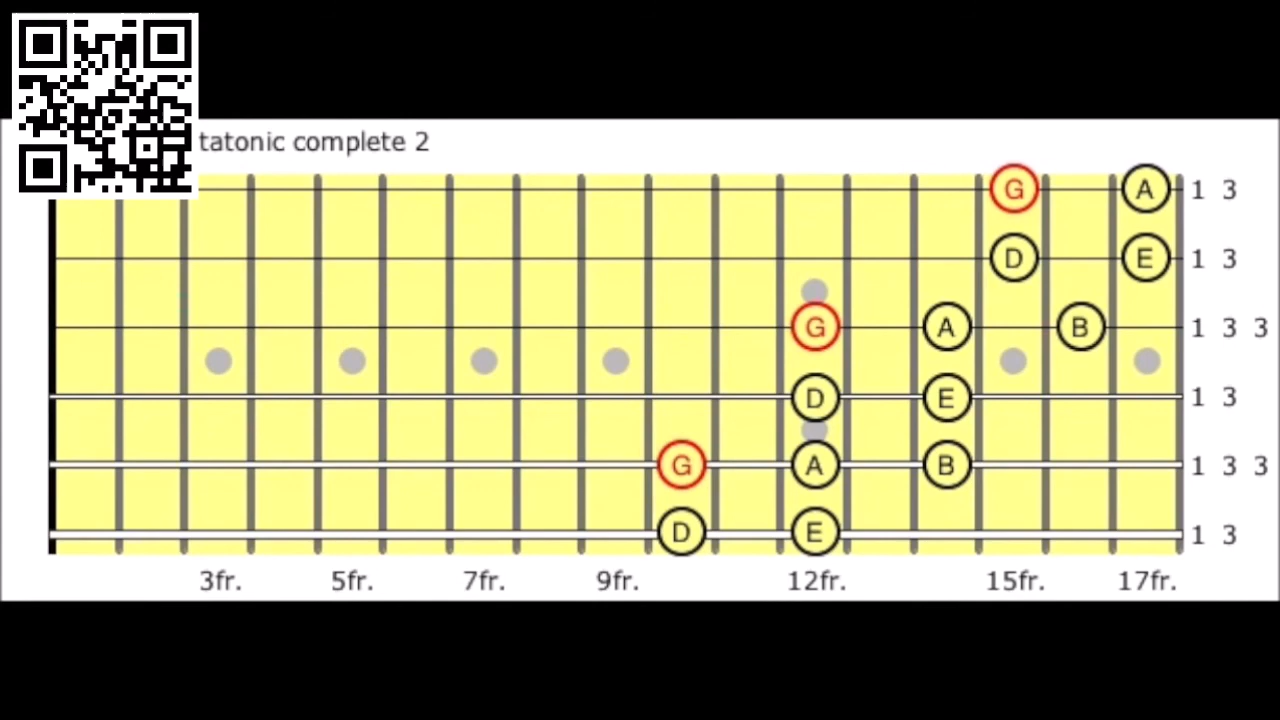 tatonic complete 2
G A 1 3
D E 1 3
G A B 1 3 3
D E 1 3
G A B 1 3 3
D E 1 3
3fr. 5fr. 7fr. 9fr. 12fr. 15fr. 17fr.